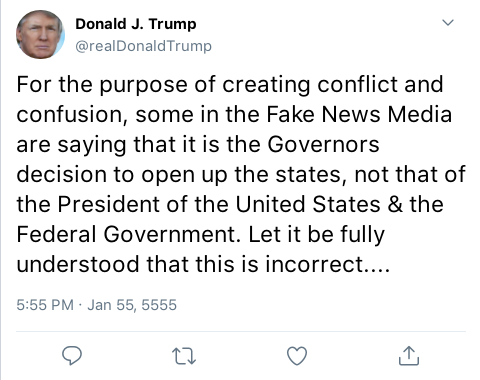 Donald J. Trump
@realDonaldTrump
For the purpose of creating conflict and
confusion, some in the Fake News Media
are saying that it is the Governors
decision to open up the states, not that of
the President of the United States & the
Federal Government. Let it be fully
understood that this is incorrect....
5:55 PM · Jan 55, 5555